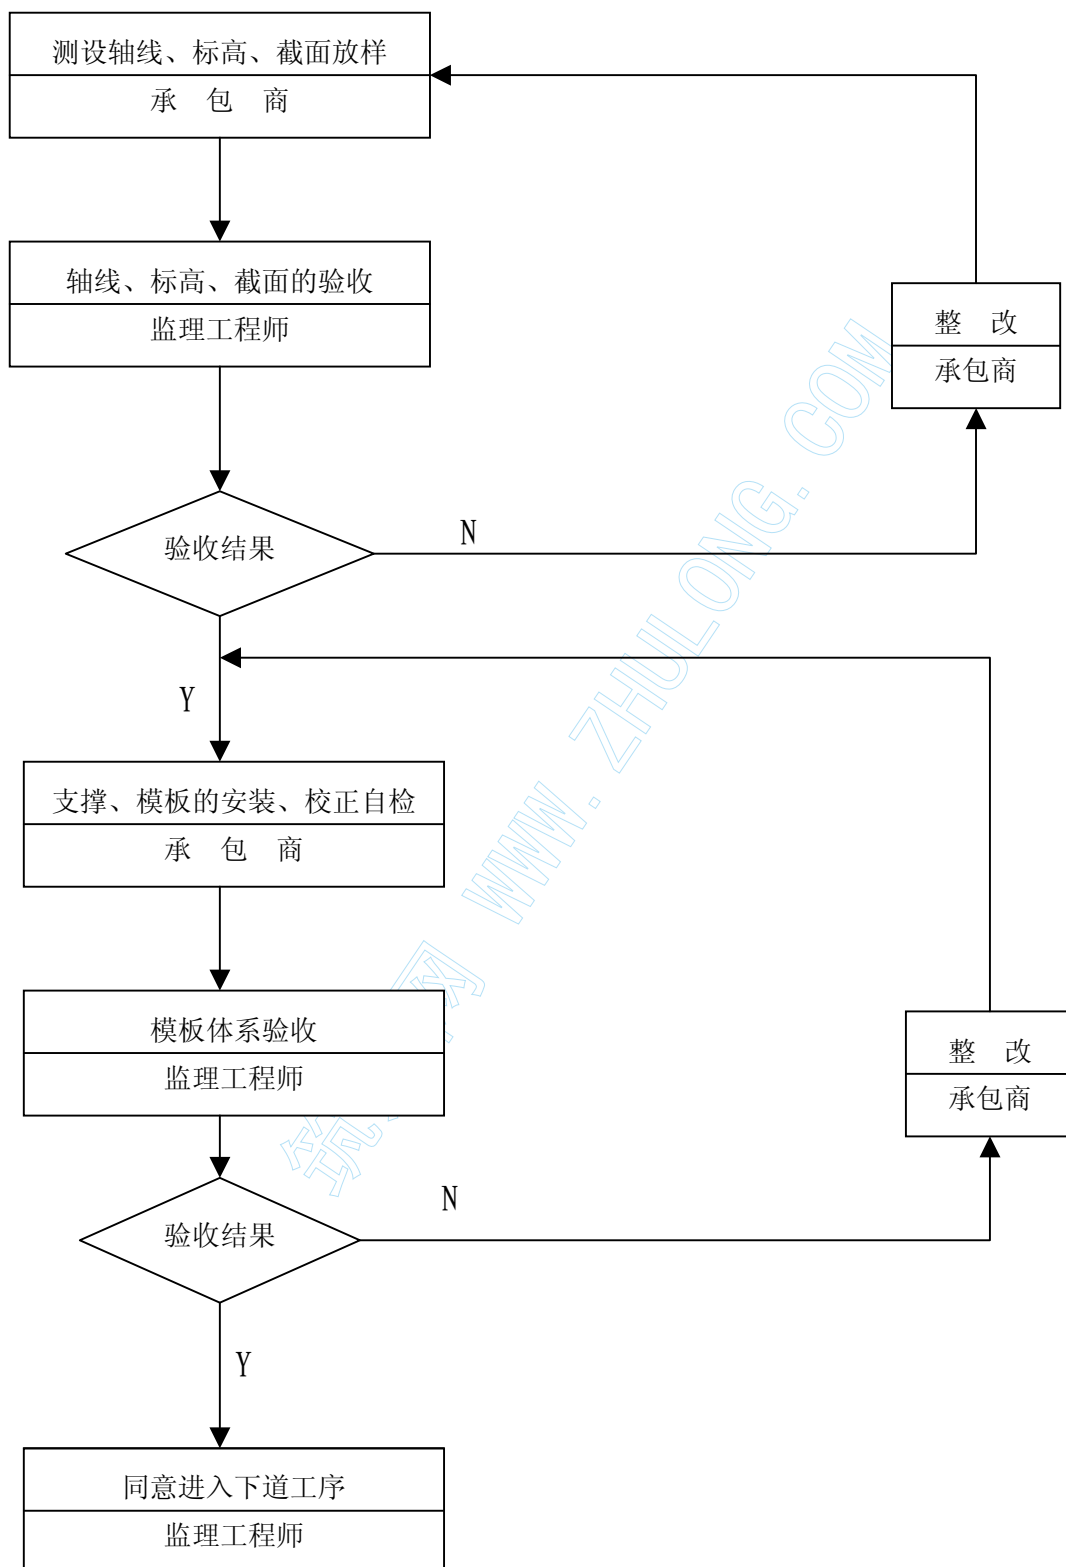 测设轴线、标高、截面放样
承 包 商
轴线、标高、截面的验收
监理工程师
整 改
承包商
验收结果
N
Y
支撑、模板的安装、校正自检
承 包 商
模板体系验收
监理工程师
整 改
承包商
验收结果
N
Y
同意进入下道工序
监理工程师
筑 网 WWW.ZHULONG.COM